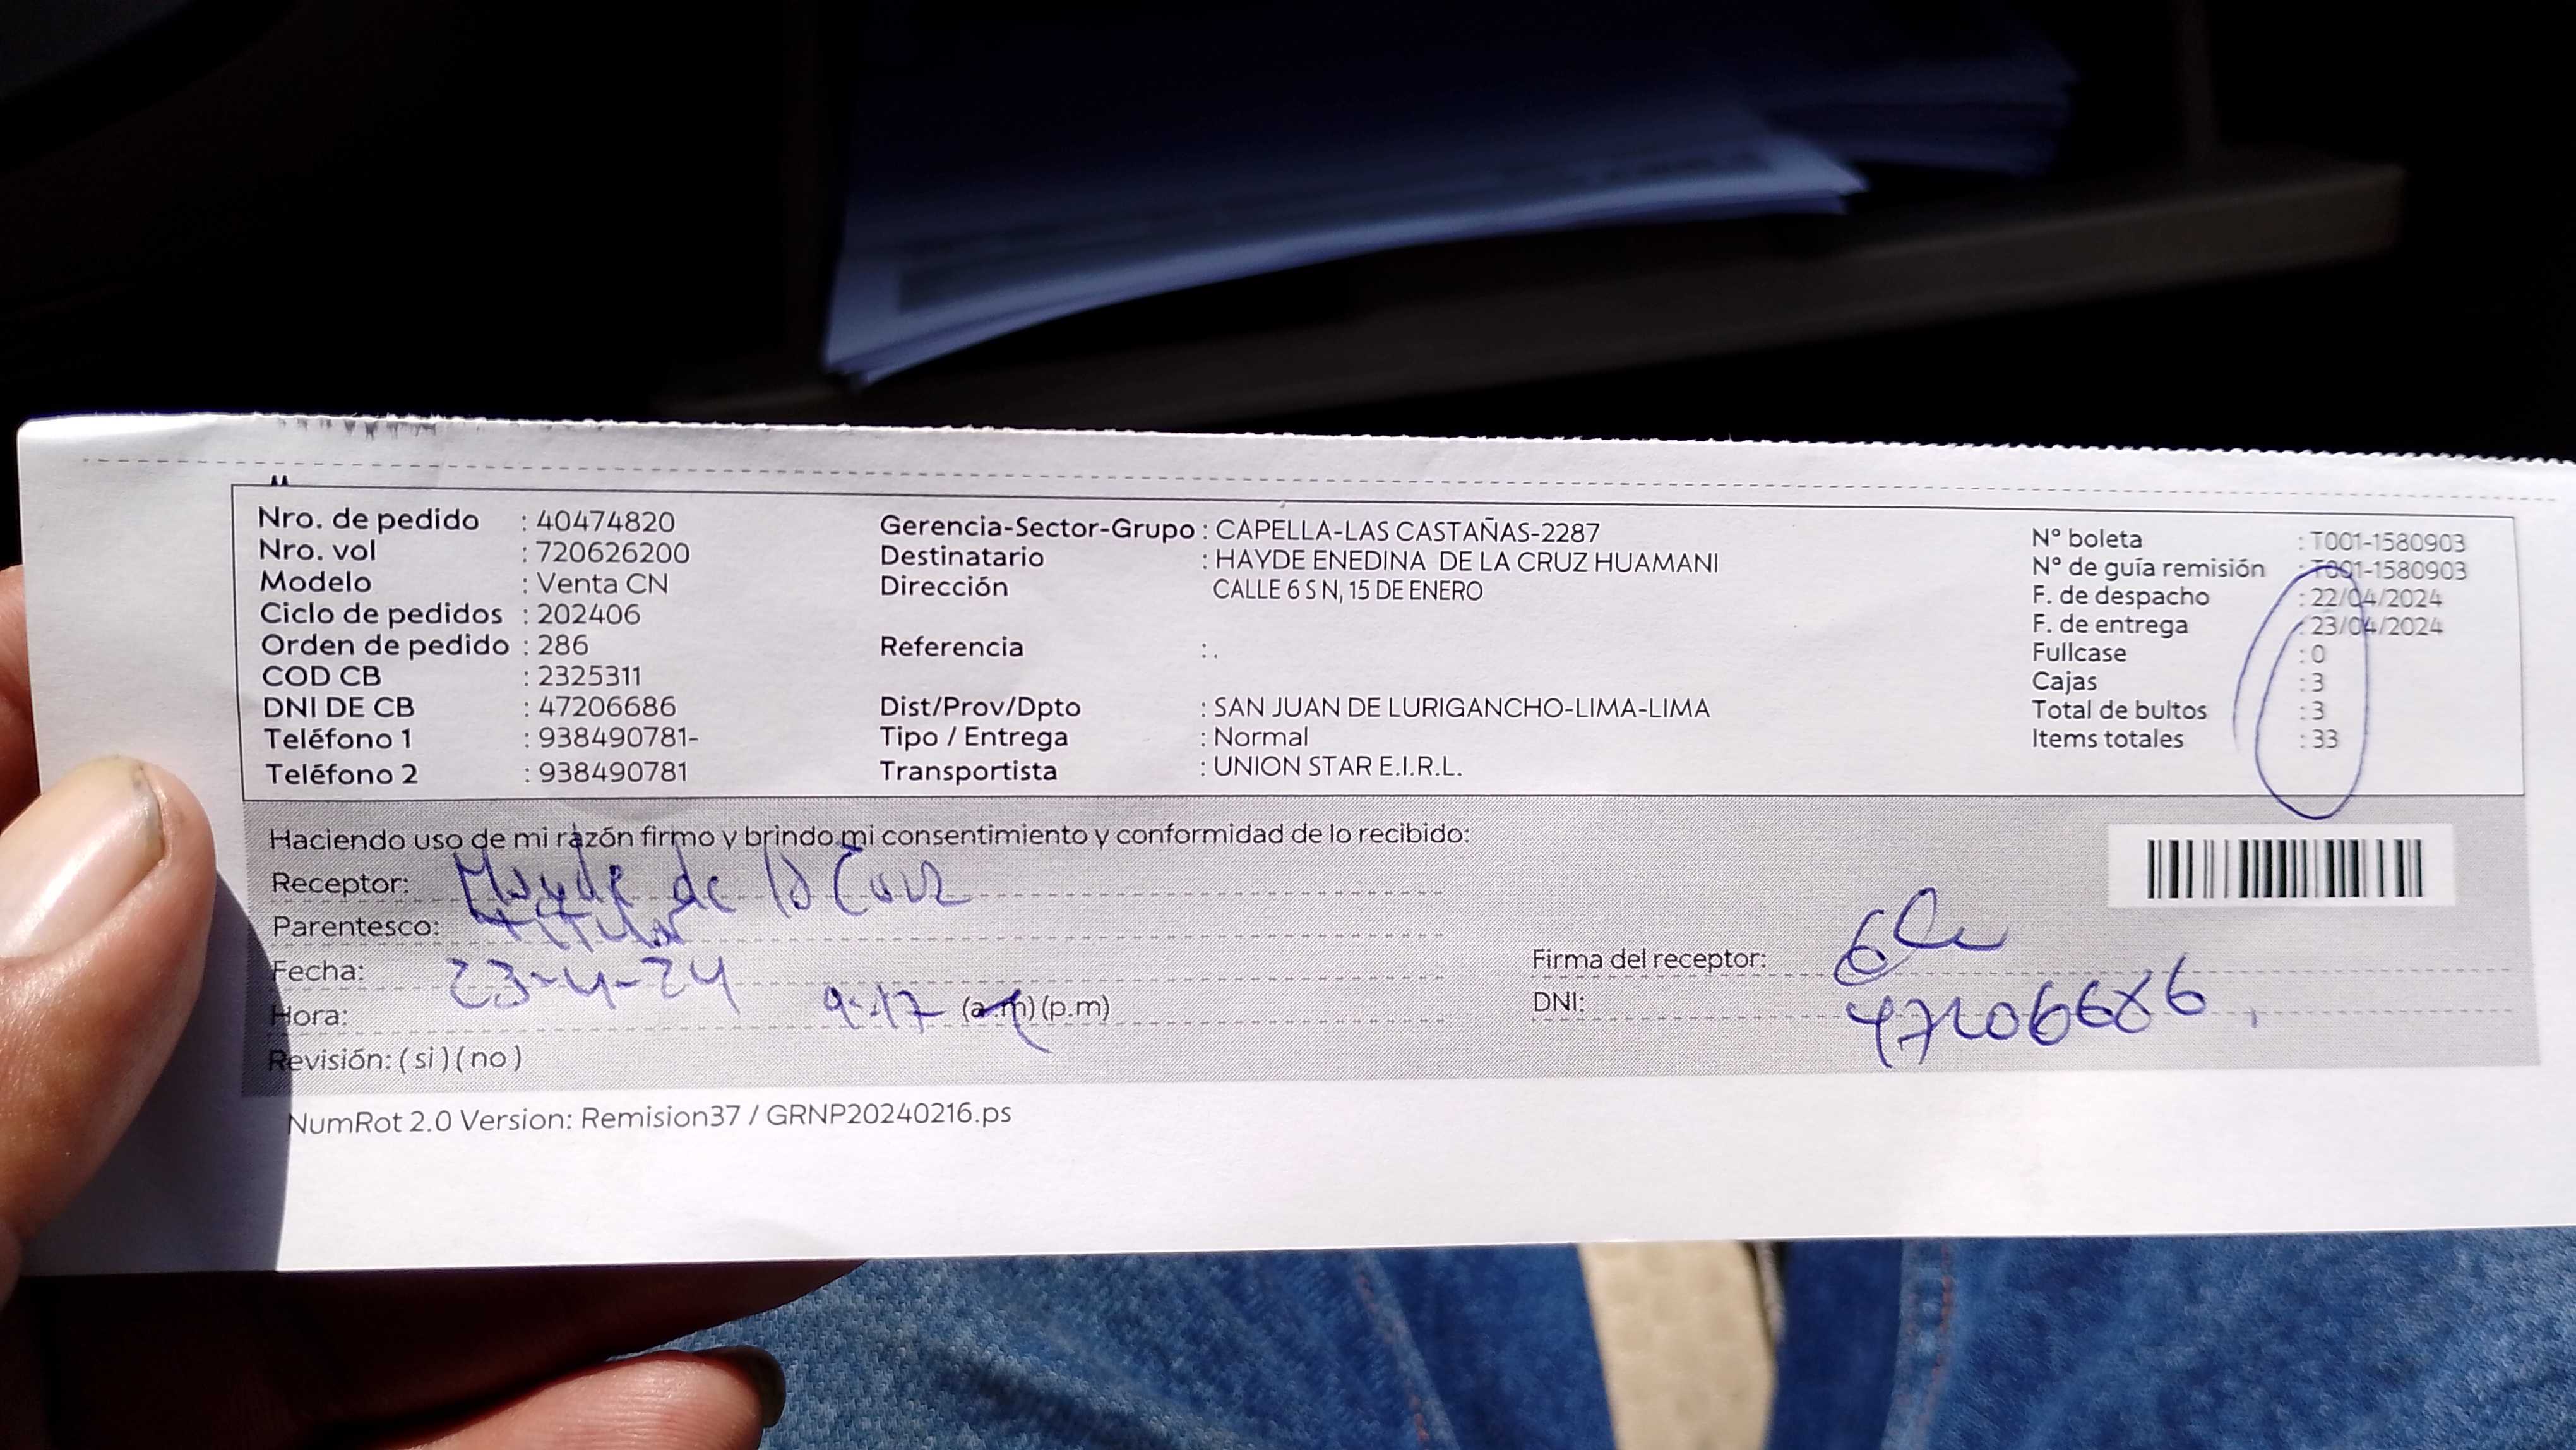 Nro. de pedido : 40474820
Nro. vol : 720626200
Modelo : Venta CN
Ciclo de pedidos : 202406
Orden de pedido : 286
COD CB : 2325311
DNI DE CB : 47206686
Teléfono 1 : 938490781-
Teléfono 2 : 938490781
Gerencia-Sector-Grupo : CAPELLA-LAS CASTAÑAS-2287
Destinatario : HAYDE ENEDINA DE LA CRUZ HUAMANI
Dirección CALLE 6 S N, 15 DE ENERO
Referencia : .
Dist/Prov/Dpto : SAN JUAN DE LURIGANCHO-LIMA-LIMA
Tipo / Entrega : Normal
Transportista : UNION STAR E.I.R.L.
N° boleta : T001-1580903
N° de guía remisión : T001-1580903
F. de despacho : 22/04/2024
F. de entrega : 23/04/2024
Fullcase : 0
Cajas : 3
Total de bultos : 3
Items totales : 33
Haciendo uso de mi razón firmo y brindo mi consentimiento y conformidad de lo recibido:
Receptor: Hayde de la Cruz
Parentesco: titular
Fecha: 23-4-24
Hora: 9:17 (a.m) (p.m)
Revisión: ( si ) ( no )
Firma del receptor:
DNI: 47206686
NumRot 2.0 Version: Remision37 / GRNP20240216.ps